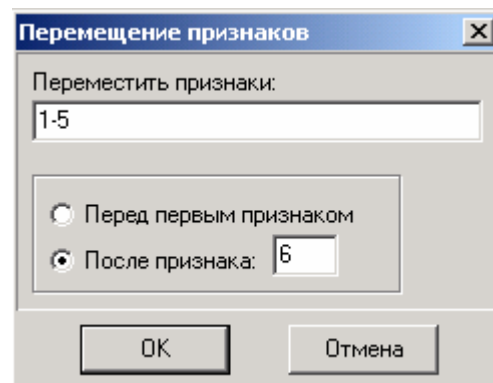 Перемещение признаков
Переместить признаки:
1-5
Перед первым признаком
После признака: 6
OK Отмена